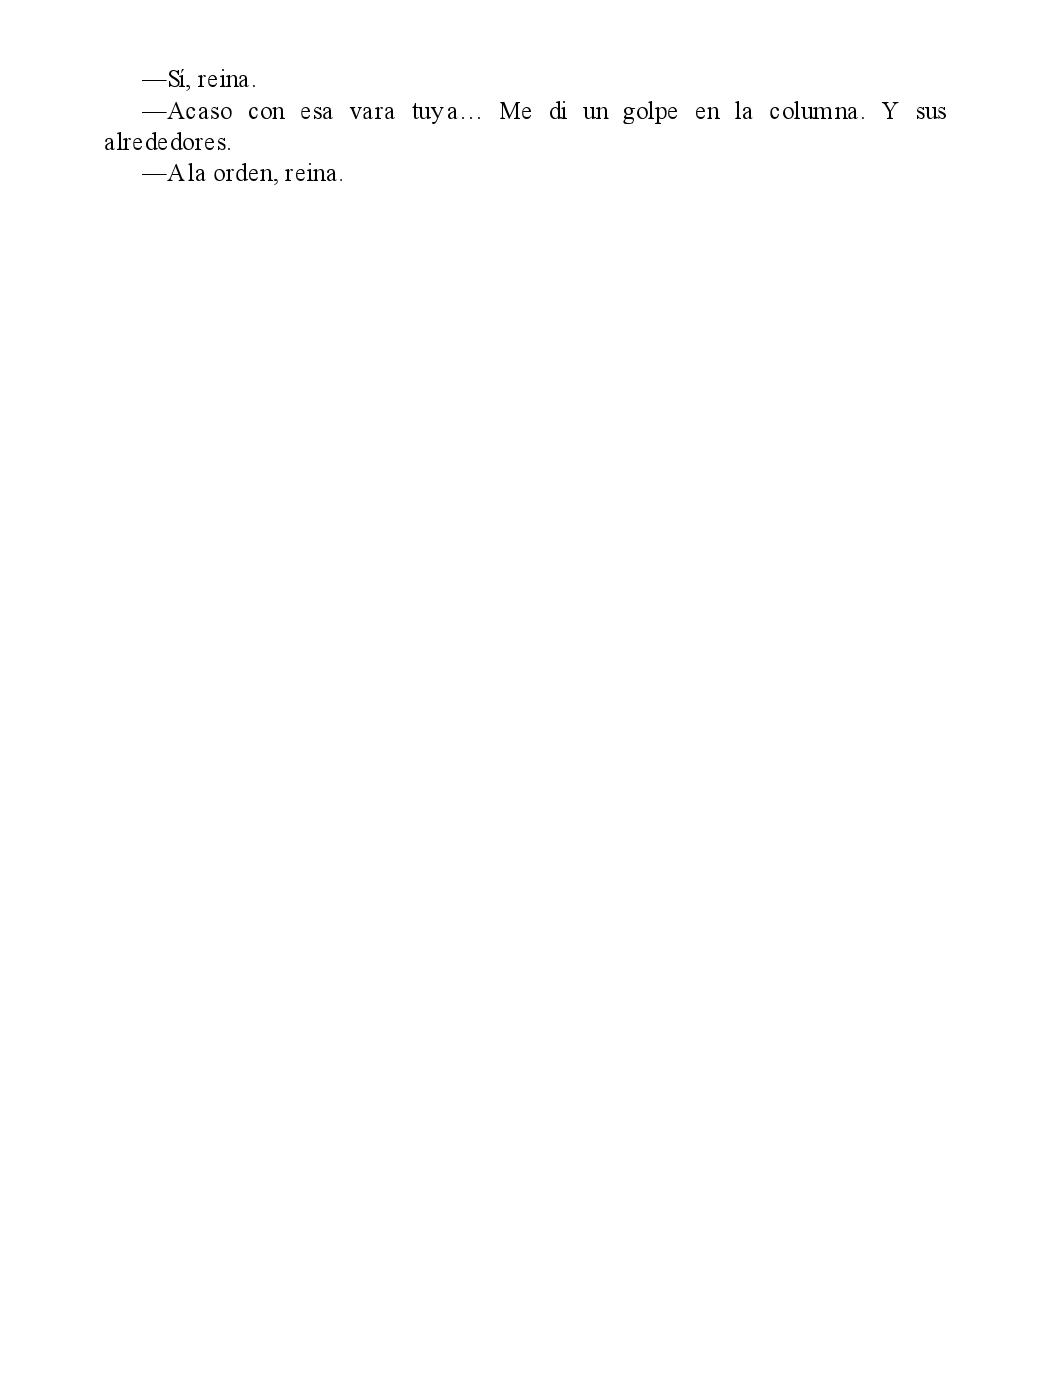 —Sí, reina.
—Acaso con esa vara tuya… Me di un golpe en la columna. Y sus
alrededores.
—A la orden, reina.